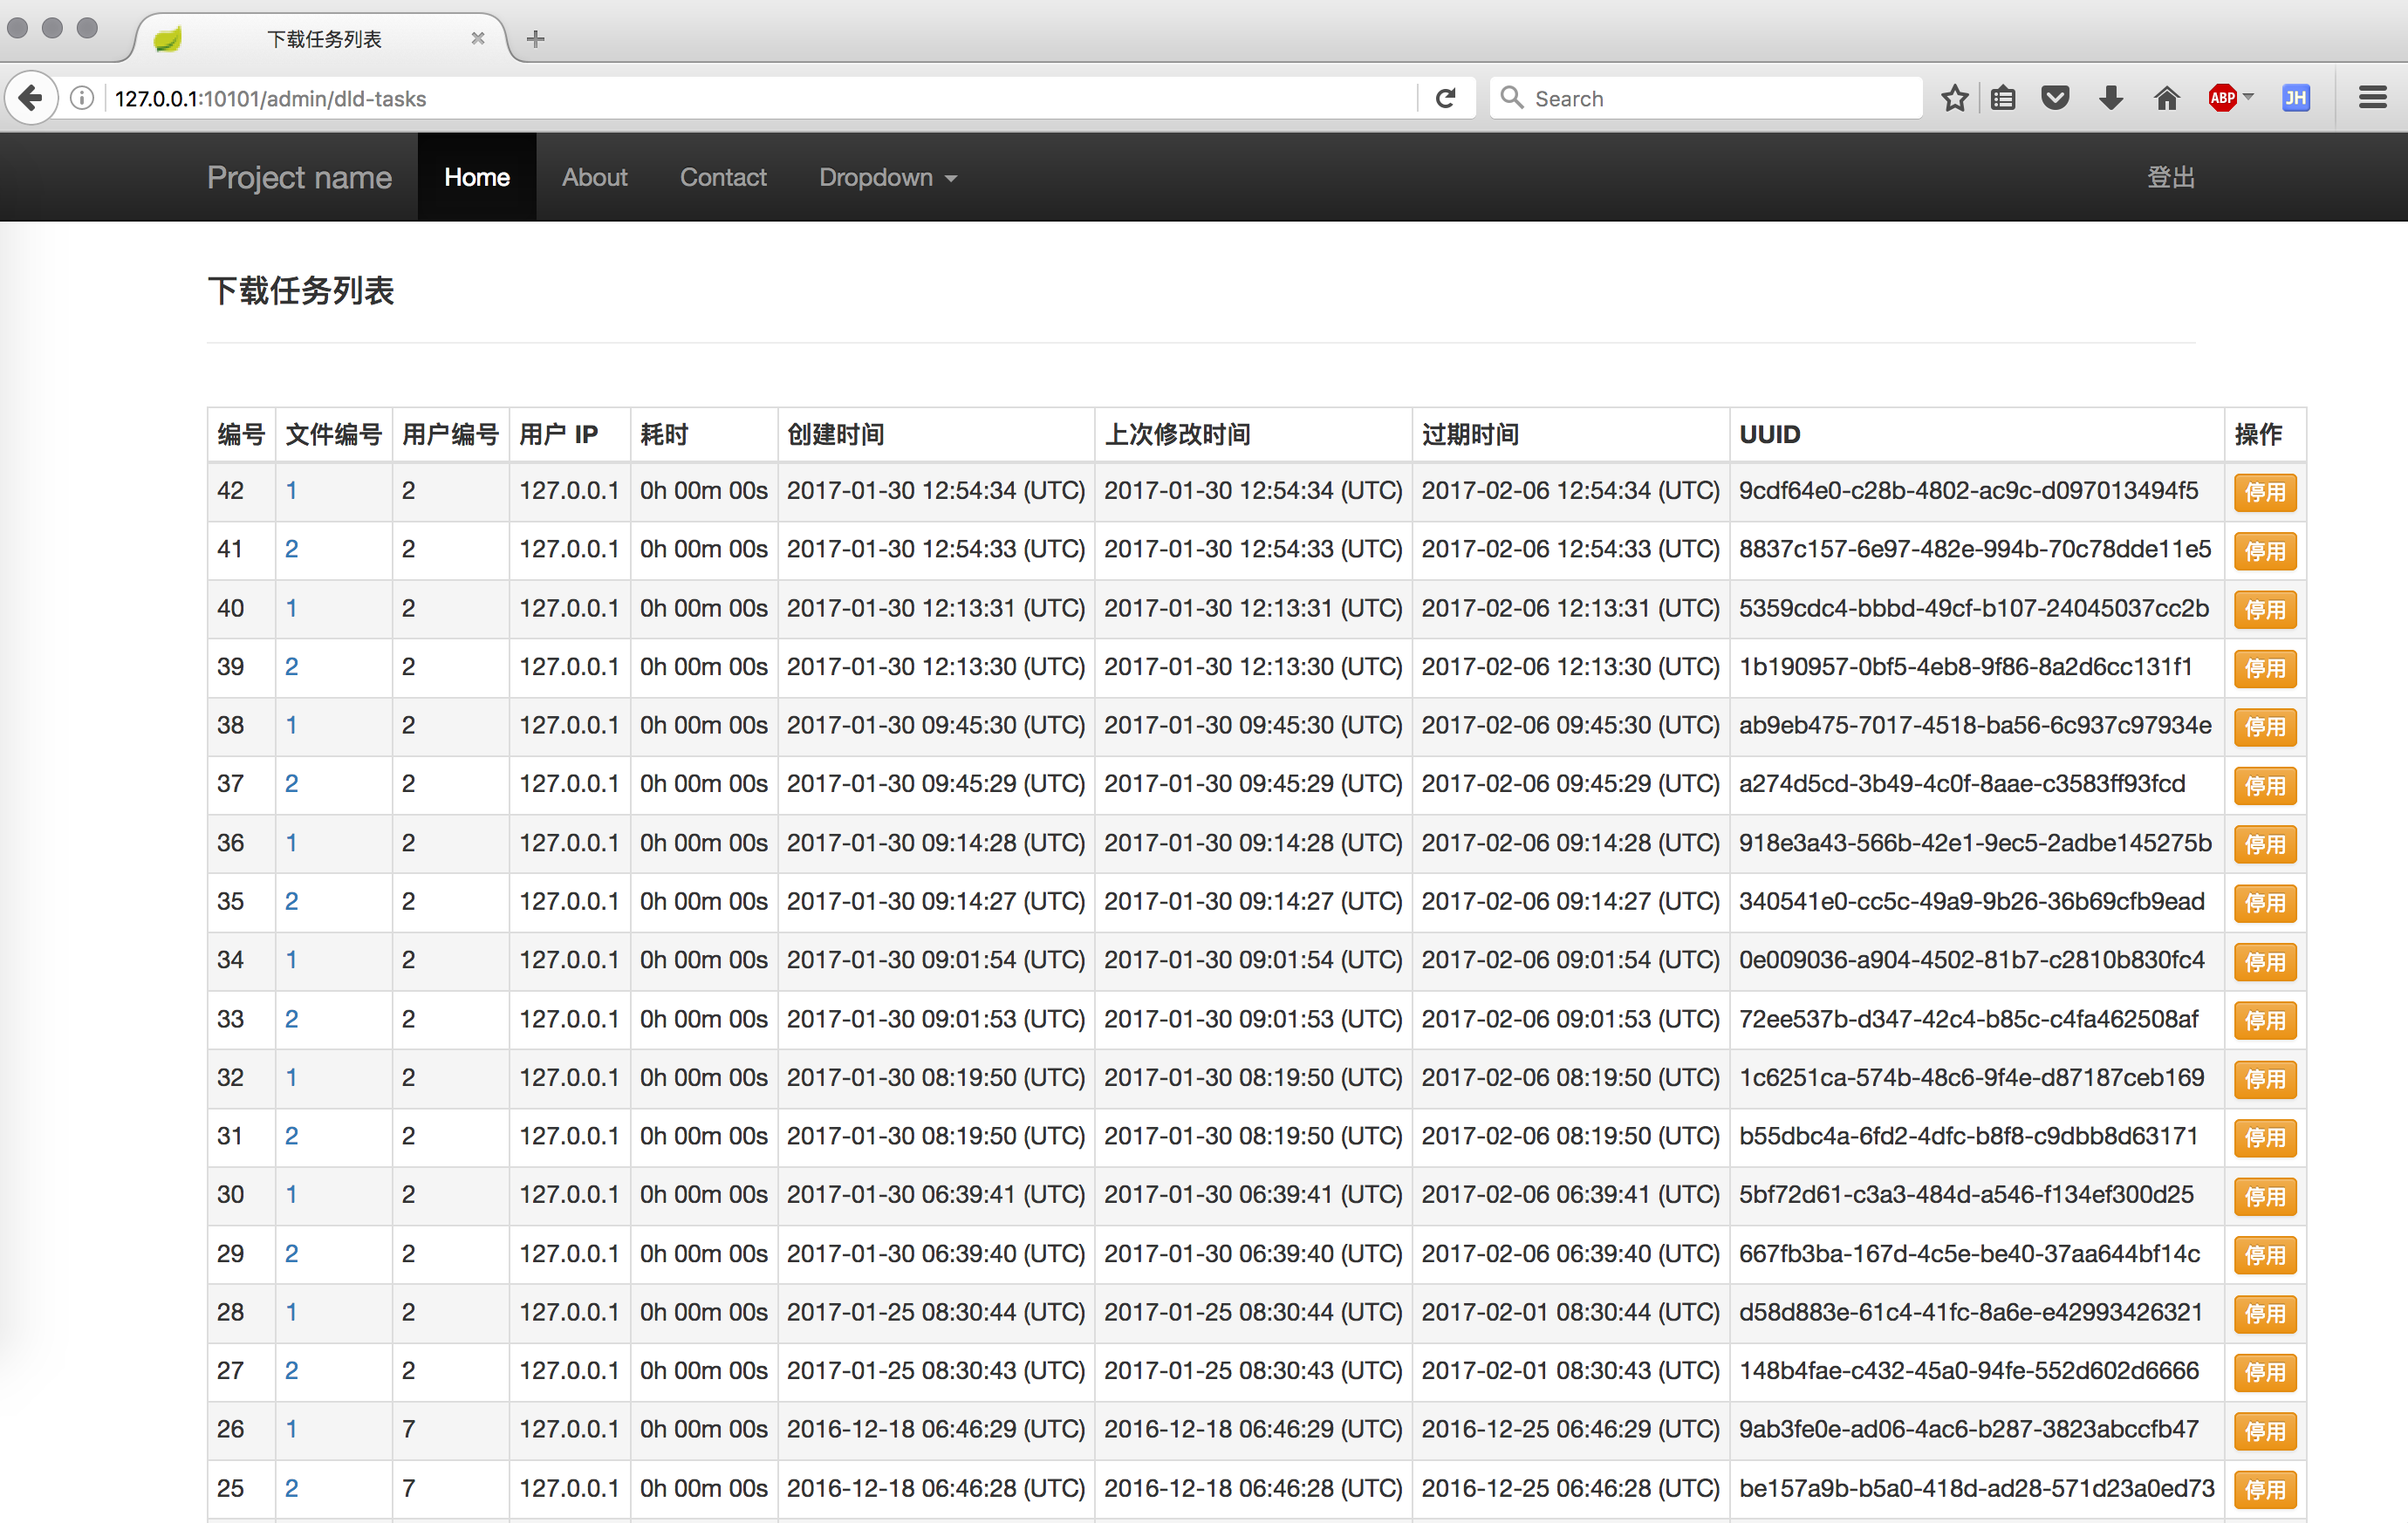 下载任务列表
127.0.0.1:10101/admin/dld-tasks
Search
ABP
JH
Project name Home About Contact Dropdown 登出
下载任务列表
编号 文件编号 用户编号 用户 IP 耗时 创建时间 上次修改时间 过期时间 UUID 操作
42 1 2 127.0.0.1 0h 00m 00s 2017-01-30 12:54:34 (UTC) 2017-01-30 12:54:34 (UTC) 2017-02-06 12:54:34 (UTC) 9cdf64e0-c28b-4802-ac9c-d097013494f5 停用
41 2 2 127.0.0.1 0h 00m 00s 2017-01-30 12:54:33 (UTC) 2017-01-30 12:54:33 (UTC) 2017-02-06 12:54:33 (UTC) 8837c157-6e97-482e-994b-70c78dde11e5 停用
40 1 2 127.0.0.1 0h 00m 00s 2017-01-30 12:13:31 (UTC) 2017-01-30 12:13:31 (UTC) 2017-02-06 12:13:31 (UTC) 5359cdc4-bbbd-49cf-b107-24045037cc2b 停用
39 2 2 127.0.0.1 0h 00m 00s 2017-01-30 12:13:30 (UTC) 2017-01-30 12:13:30 (UTC) 2017-02-06 12:13:30 (UTC) 1b190957-0bf5-4eb8-9f86-8a2d6cc131f1 停用
38 1 2 127.0.0.1 0h 00m 00s 2017-01-30 09:45:30 (UTC) 2017-01-30 09:45:30 (UTC) 2017-02-06 09:45:30 (UTC) ab9eb475-7017-4518-ba56-6c937c97934e 停用
37 2 2 127.0.0.1 0h 00m 00s 2017-01-30 09:45:29 (UTC) 2017-01-30 09:45:29 (UTC) 2017-02-06 09:45:29 (UTC) a274d5cd-3b49-4c0f-8aae-c3583ff93fcd 停用
36 1 2 127.0.0.1 0h 00m 00s 2017-01-30 09:14:28 (UTC) 2017-01-30 09:14:28 (UTC) 2017-02-06 09:14:28 (UTC) 918e3a43-566b-42e1-9ec5-2adbe145275b 停用
35 2 2 127.0.0.1 0h 00m 00s 2017-01-30 09:14:27 (UTC) 2017-01-30 09:14:27 (UTC) 2017-02-06 09:14:27 (UTC) 340541e0-cc5c-49a9-9b26-36b69cfb9ead 停用
34 1 2 127.0.0.1 0h 00m 00s 2017-01-30 09:01:54 (UTC) 2017-01-30 09:01:54 (UTC) 2017-02-06 09:01:54 (UTC) 0e009036-a904-4502-81b7-c2810b830fc4 停用
33 2 2 127.0.0.1 0h 00m 00s 2017-01-30 09:01:53 (UTC) 2017-01-30 09:01:53 (UTC) 2017-02-06 09:01:53 (UTC) 72ee537b-d347-42c4-b85c-c4fa462508af 停用
32 1 2 127.0.0.1 0h 00m 00s 2017-01-30 08:19:50 (UTC) 2017-01-30 08:19:50 (UTC) 2017-02-06 08:19:50 (UTC) 1c6251ca-574b-48c6-9f4e-d87187ceb169 停用
31 2 2 127.0.0.1 0h 00m 00s 2017-01-30 08:19:50 (UTC) 2017-01-30 08:19:50 (UTC) 2017-02-06 08:19:50 (UTC) b55dbc4a-6fd2-4dfc-b8f8-c9dbb8d63171 停用
30 1 2 127.0.0.1 0h 00m 00s 2017-01-30 06:39:41 (UTC) 2017-01-30 06:39:41 (UTC) 2017-02-06 06:39:41 (UTC) 5bf72d61-c3a3-484d-a546-f134ef300d25 停用
29 2 2 127.0.0.1 0h 00m 00s 2017-01-30 06:39:40 (UTC) 2017-01-30 06:39:40 (UTC) 2017-02-06 06:39:40 (UTC) 667fb3ba-167d-4c5e-be40-37aa644bf14c 停用
28 1 2 127.0.0.1 0h 00m 00s 2017-01-25 08:30:44 (UTC) 2017-01-25 08:30:44 (UTC) 2017-02-01 08:30:44 (UTC) d58d883e-61c4-41fc-8a6e-e42993426321 停用
27 2 2 127.0.0.1 0h 00m 00s 2017-01-25 08:30:43 (UTC) 2017-01-25 08:30:43 (UTC) 2017-02-01 08:30:43 (UTC) 148b4fae-c432-45a0-94fe-552d602d6666 停用
26 1 7 127.0.0.1 0h 00m 00s 2016-12-18 06:46:29 (UTC) 2016-12-18 06:46:29 (UTC) 2016-12-25 06:46:29 (UTC) 9ab3fe0e-ad06-4ac6-b287-3823abccfb47 停用
25 2 7 127.0.0.1 0h 00m 00s 2016-12-18 06:46:28 (UTC) 2016-12-18 06:46:28 (UTC) 2016-12-25 06:46:28 (UTC) be157a9b-b5a0-418d-ad28-571d23a0ed73 停用